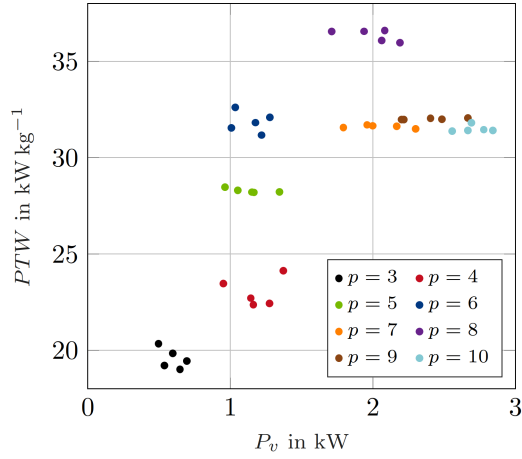 35
30
25
20
0 1 2 3
PTW in kW kg⁻¹
P_v in kW
p = 3 p = 4
p = 5 p = 6
p = 7 p = 8
p = 9 p = 10